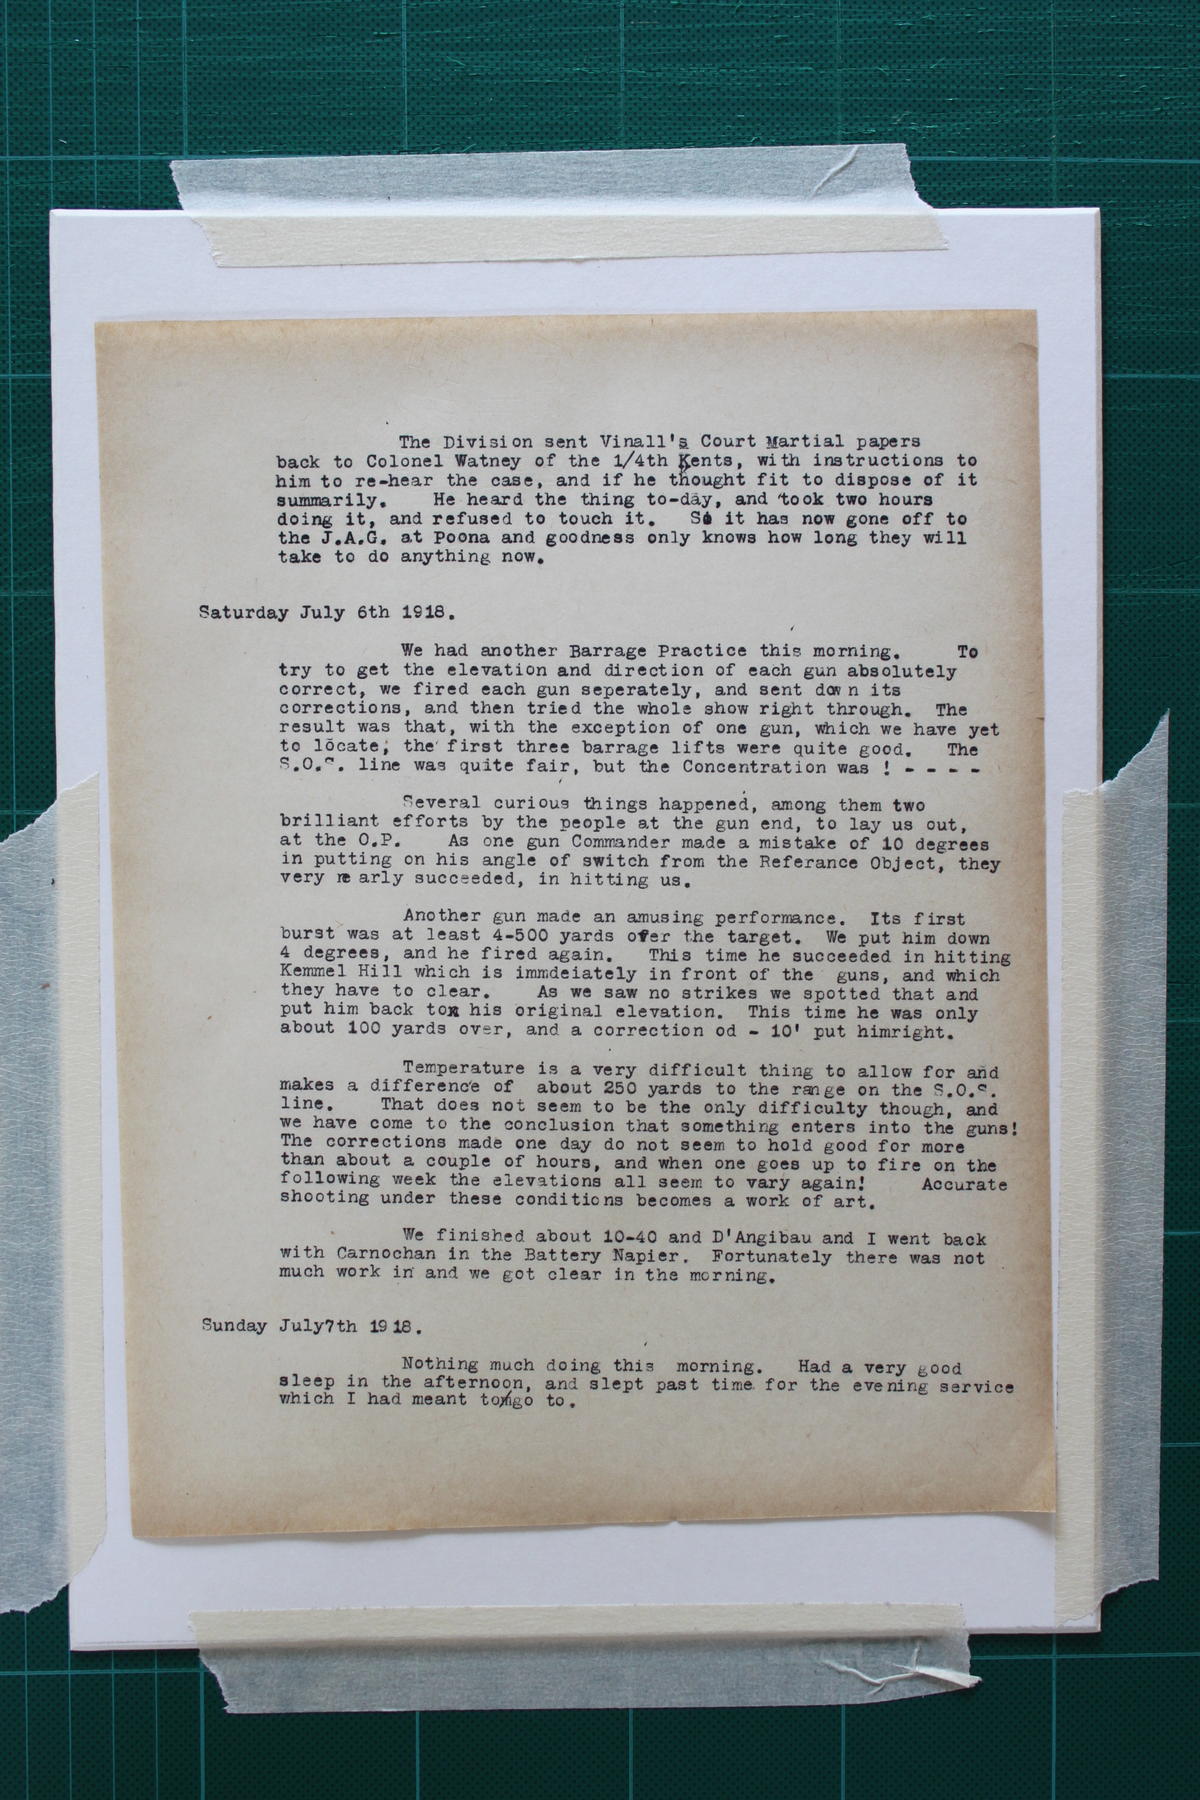 The Division sent Vinall's Court Martial papers
back to Colonel Watney of the 1/4th Kents, with instructions to
him to re-hear the case, and if he thought fit to dispose of it
summarily. He heard the thing to-day, and took two hours
doing it, and refused to touch it. So it has now gone off to
the J.A.G. at Poona and goodness only knows how long they will
take to do anything now.
Saturday July 6th 1918.
We had another Barrage Practice this morning. To
try to get the elevation and direction of each gun absolutely
correct, we fired each gun seperately, and sent down its
corrections, and then tried the whole show right through. The
result was that, with the exception of one gun, which we have yet
to locate, the first three barrage lifts were quite good. The
S.O.S. line was quite fair, but the Concentration was ! - - - -
Several curious things happened, among them two
brilliant efforts by the people at the gun end, to lay us out,
at the O.P. As one gun Commander made a mistake of 10 degrees
in putting on his angle of switch from the Referance Object, they
very nearly succeeded, in hitting us.
Another gun made an amusing performance. Its first
burst was at least 4-500 yards over the target. We put him down
4 degrees, and he fired again. This time he succeeded in hitting
Kemmel Hill which is immdeiately in front of the guns, and which
they have to clear. As we saw no strikes we spotted that and
put him back tox his original elevation. This time he was only
about 100 yards over, and a correction od - 10' put himright.
Temperature is a very difficult thing to allow for and
makes a difference of about 250 yards to the range on the S.O.S.
line. That does not seem to be the only difficulty though, and
we have come to the conclusion that something enters into the guns!
The corrections made one day do not seem to hold good for more
than about a couple of hours, and when one goes up to fire on the
following week the elevations all seem to vary again! Accurate
shooting under these conditions becomes a work of art.
We finished about 10-40 and D'Angibau and I went back
with Carnochan in the Battery Napier. Fortunately there was not
much work in and we got clear in the morning.
Sunday July7th 1918.
Nothing much doing this morning. Had a very good
sleep in the afternoon, and slept past time for the evening service
which I had meant to go to.